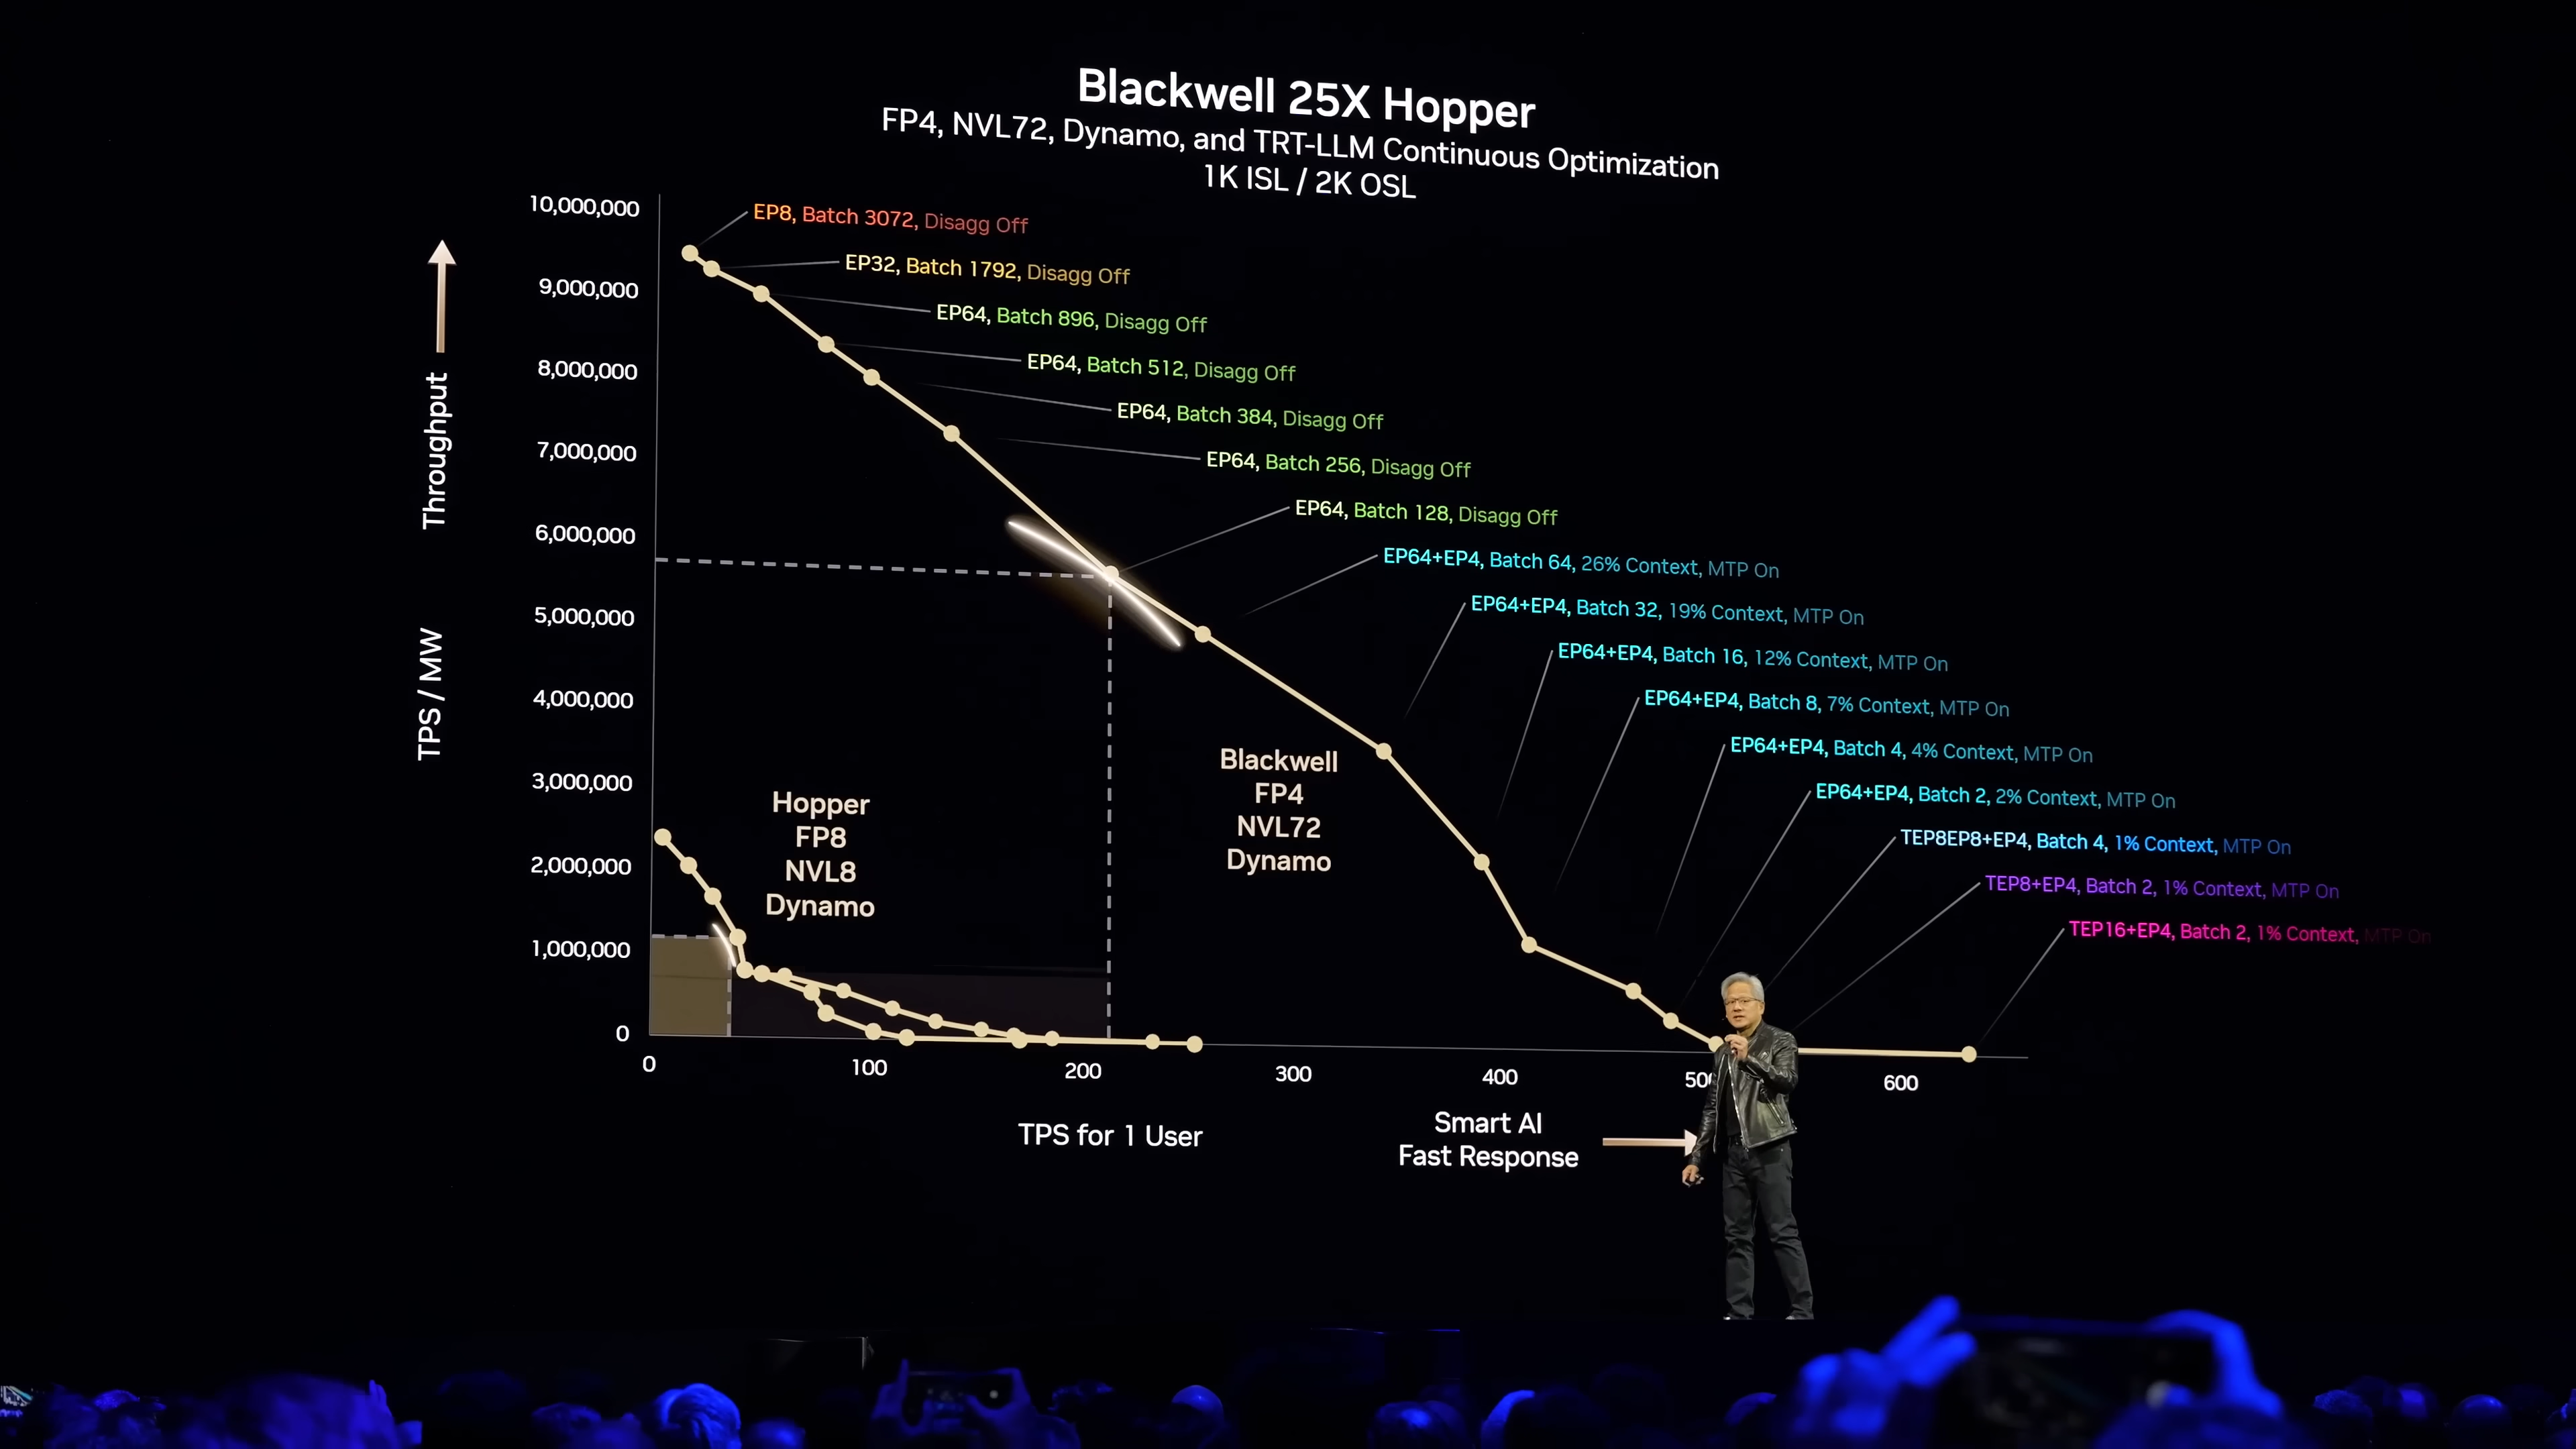 Blackwell 25X Hopper
FP4, NVL72, Dynamo, and TRT-LLM Continuous Optimization
1K ISL / 2K OSL
Throughput
TPS / MW
10,000,000
9,000,000
8,000,000
7,000,000
6,000,000
5,000,000
4,000,000
3,000,000
2,000,000
1,000,000
0
EP8, Batch 3072, Disagg Off
EP32, Batch 1792, Disagg Off
EP64, Batch 896, Disagg Off
EP64, Batch 512, Disagg Off
EP64, Batch 384, Disagg Off
EP64, Batch 256, Disagg Off
EP64, Batch 128, Disagg Off
EP64+EP4, Batch 64, 26% Context, MTP On
EP64+EP4, Batch 32, 19% Context, MTP On
EP64+EP4, Batch 16, 12% Context, MTP On
EP64+EP4, Batch 8, 7% Context, MTP On
EP64+EP4, Batch 4, 4% Context, MTP On
EP64+EP4, Batch 2, 2% Context, MTP On
TEP8EP8+EP4, Batch 4, 1% Context, MTP On
TEP8+EP4, Batch 2, 1% Context, MTP On
TEP16+EP4, Batch 2, 1% Context, MTP On
Hopper
FP8
NVL8
Dynamo
Blackwell
FP4
NVL72
Dynamo
0
100
200
300
400
50
600
TPS for 1 User
Smart AI
Fast Response